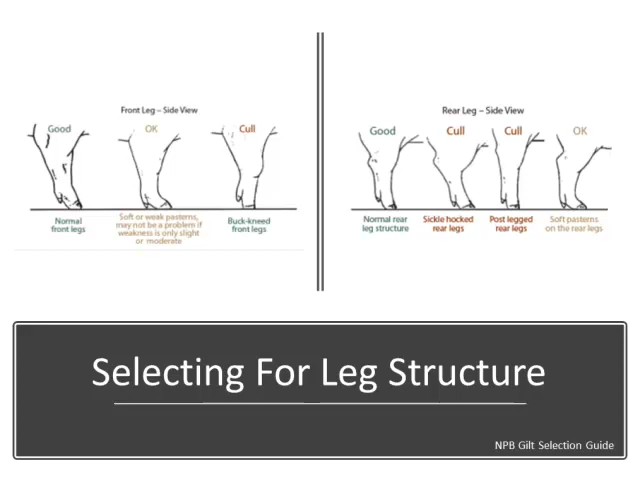 Front Leg – Side View
Good
OK
Cull
Normal
front legs
Soft or weak pasterns,
may not be a problem if
weakness is only slight
or moderate
Buck-kneed
front legs
Rear Leg – Side View
Good
Cull
Cull
OK
Normal rear
leg structure
Sickle hocked
rear legs
Post legged
rear legs
Soft pasterns
on the rear legs
Selecting For Leg Structure
NPB Gilt Selection Guide